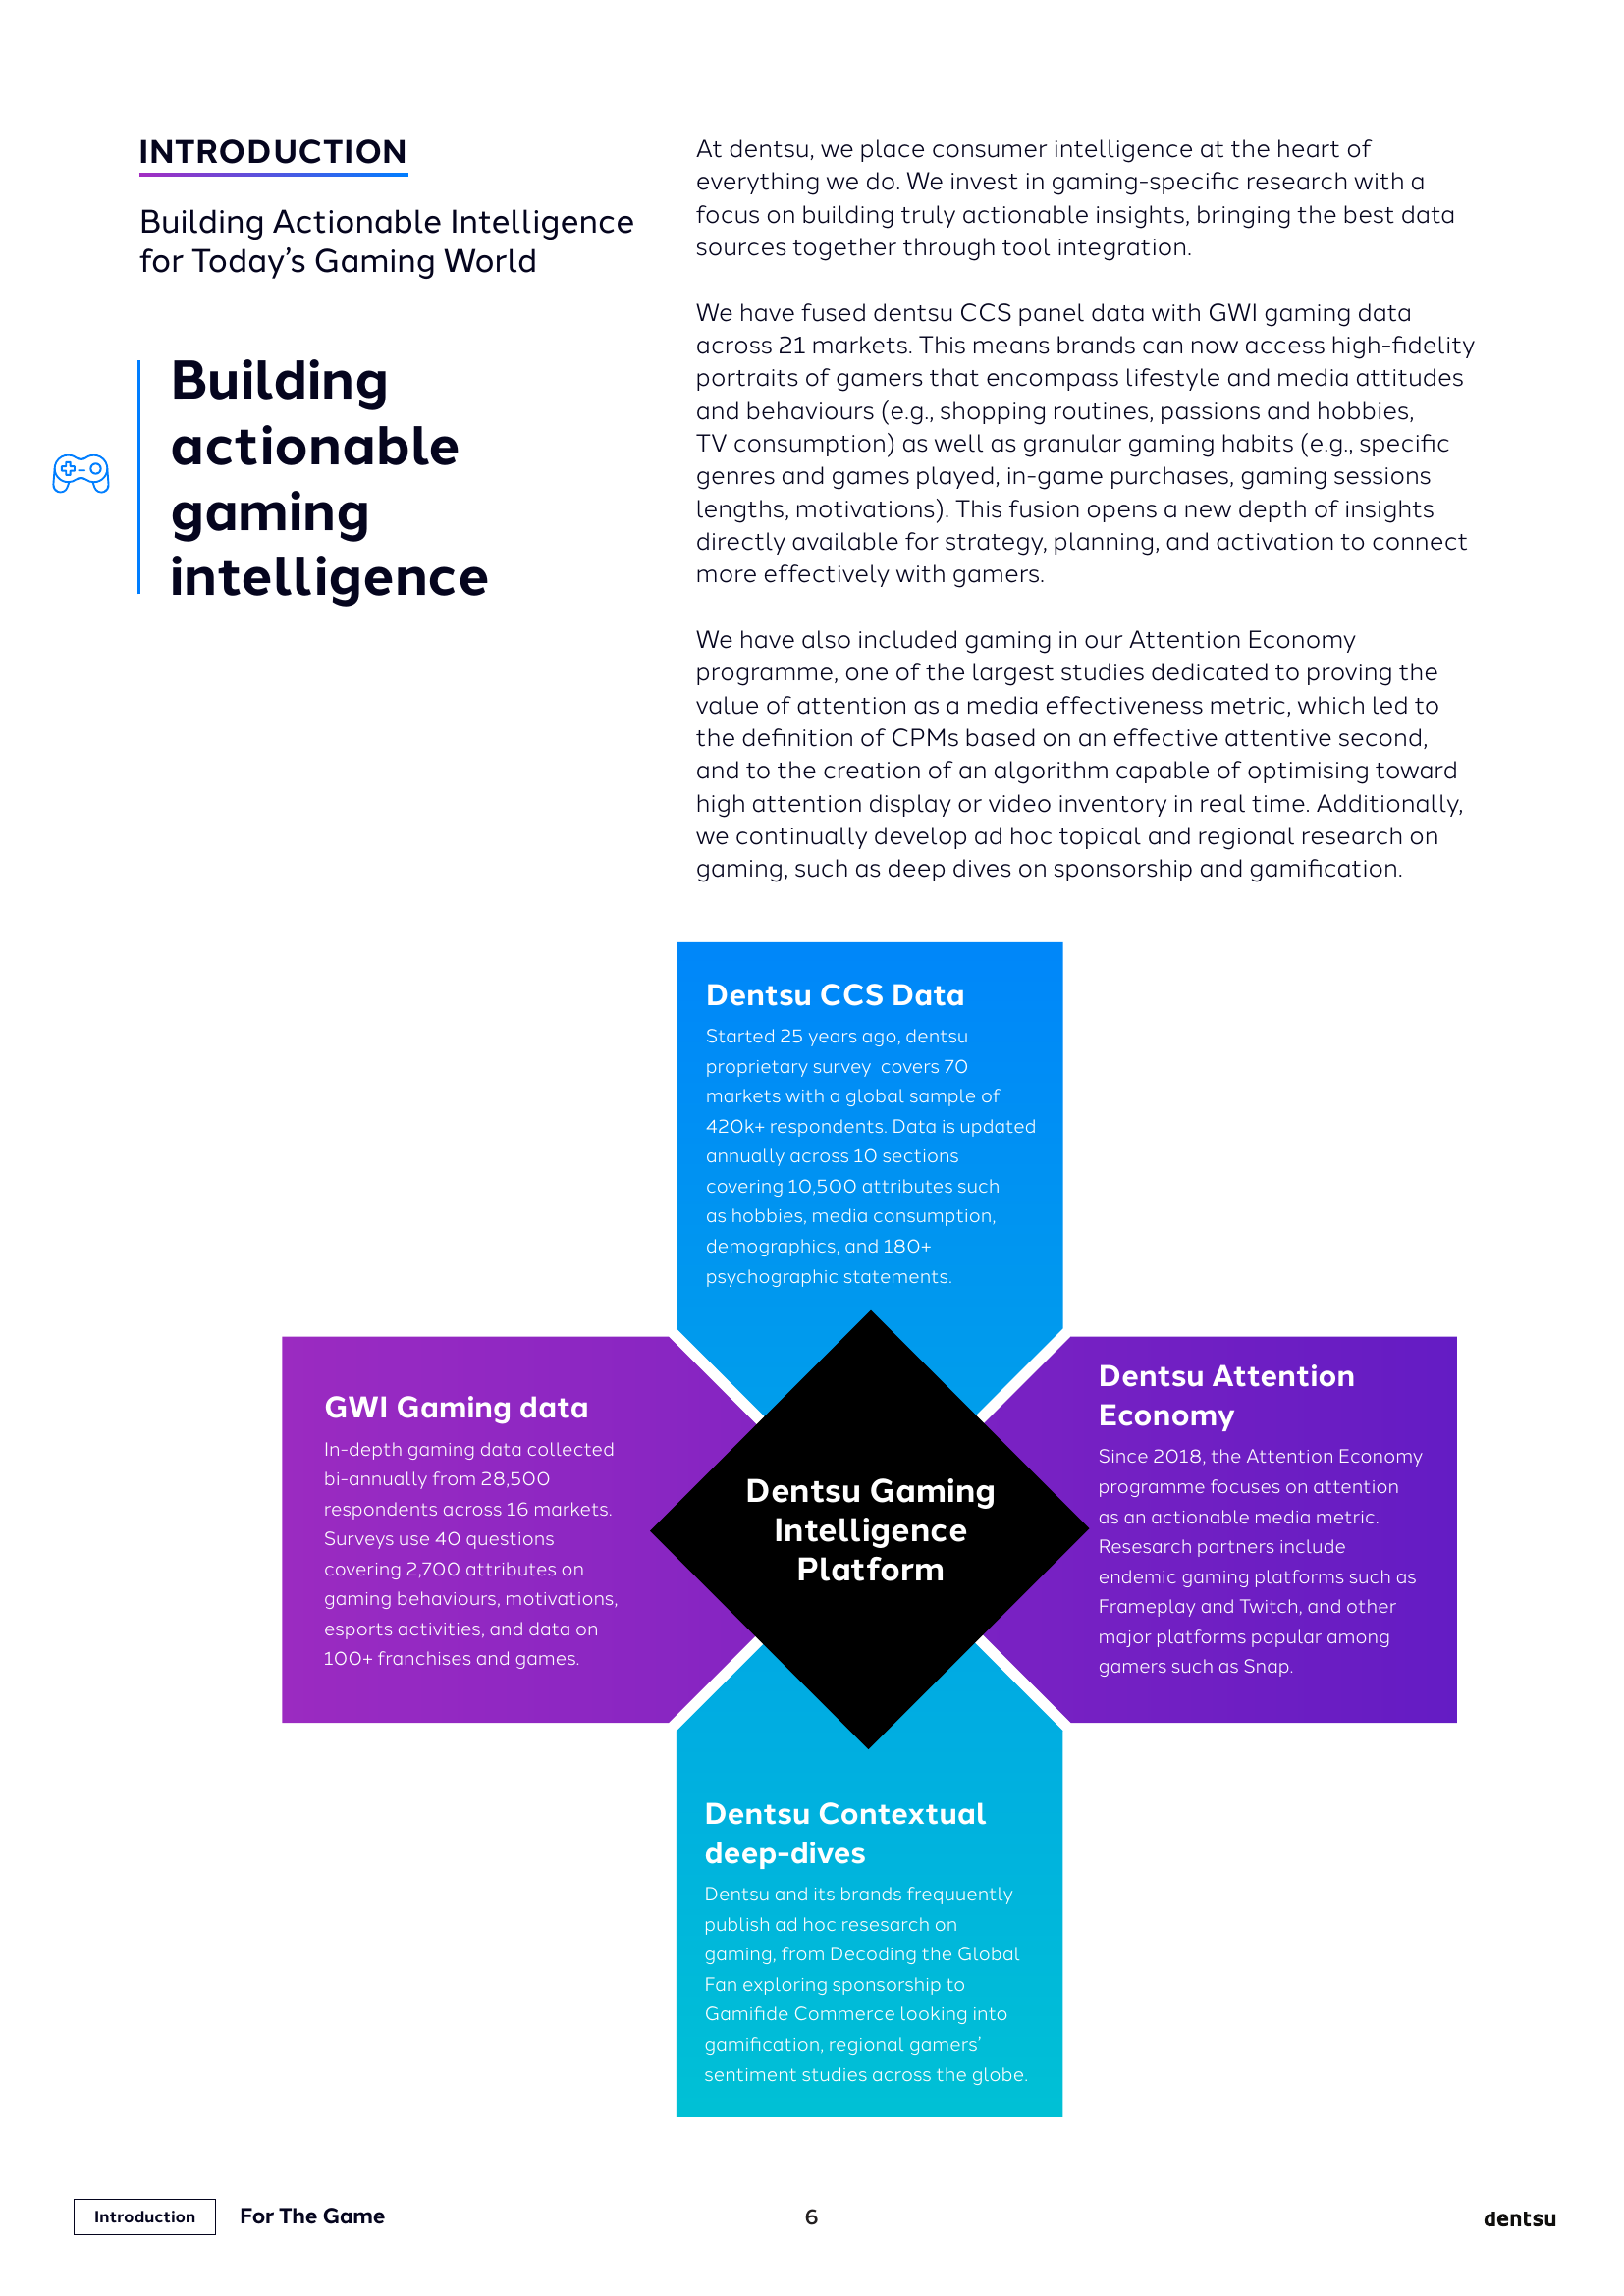 INTRODUCTION
Building Actionable Intelligence
for Today's Gaming World
Building
actionable
gaming
intelligence
At dentsu, we place consumer intelligence at the heart of
everything we do. We invest in gaming-specific research with a
focus on building truly actionable insights, bringing the best data
sources together through tool integration.
We have fused dentsu CCS panel data with GWI gaming data
across 21 markets. This means brands can now access high-fidelity
portraits of gamers that encompass lifestyle and media attitudes
and behaviours (e.g., shopping routines, passions and hobbies,
TV consumption) as well as granular gaming habits (e.g., specific
genres and games played, in-game purchases, gaming sessions
lengths, motivations). This fusion opens a new depth of insights
directly available for strategy, planning, and activation to connect
more effectively with gamers.
We have also included gaming in our Attention Economy
programme, one of the largest studies dedicated to proving the
value of attention as a media effectiveness metric, which led to
the definition of CPMs based on an effective attentive second,
and to the creation of an algorithm capable of optimising toward
high attention display or video inventory in real time. Additionally,
we continually develop ad hoc topical and regional research on
gaming, such as deep dives on sponsorship and gamification.
Dentsu CCS Data
Started 25 years ago, dentsu
proprietary survey covers 70
markets with a global sample of
420k+ respondents. Data is updated
annually across 10 sections
covering 10,500 attributes such
as hobbies, media consumption,
demographics, and 180+
psychographic statements.
GWI Gaming data
In-depth gaming data collected
bi-annually from 28,500
respondents across 16 markets.
Surveys use 40 questions
covering 2,700 attributes on
gaming behaviours, motivations,
esports activities, and data on
100+ franchises and games.
Dentsu Gaming
Intelligence
Platform
Dentsu Attention
Economy
Since 2018, the Attention Economy
programme focuses on attention
as an actionable media metric.
Resesarch partners include
endemic gaming platforms such as
Frameplay and Twitch, and other
major platforms popular among
gamers such as Snap.
Dentsu Contextual
deep-dives
Dentsu and its brands frequuently
publish ad hoc resesarch on
gaming, from Decoding the Global
Fan exploring sponsorship to
Gamifide Commerce looking into
gamification, regional gamers'
sentiment studies across the globe.
Introduction
For The Game
6
dentsu